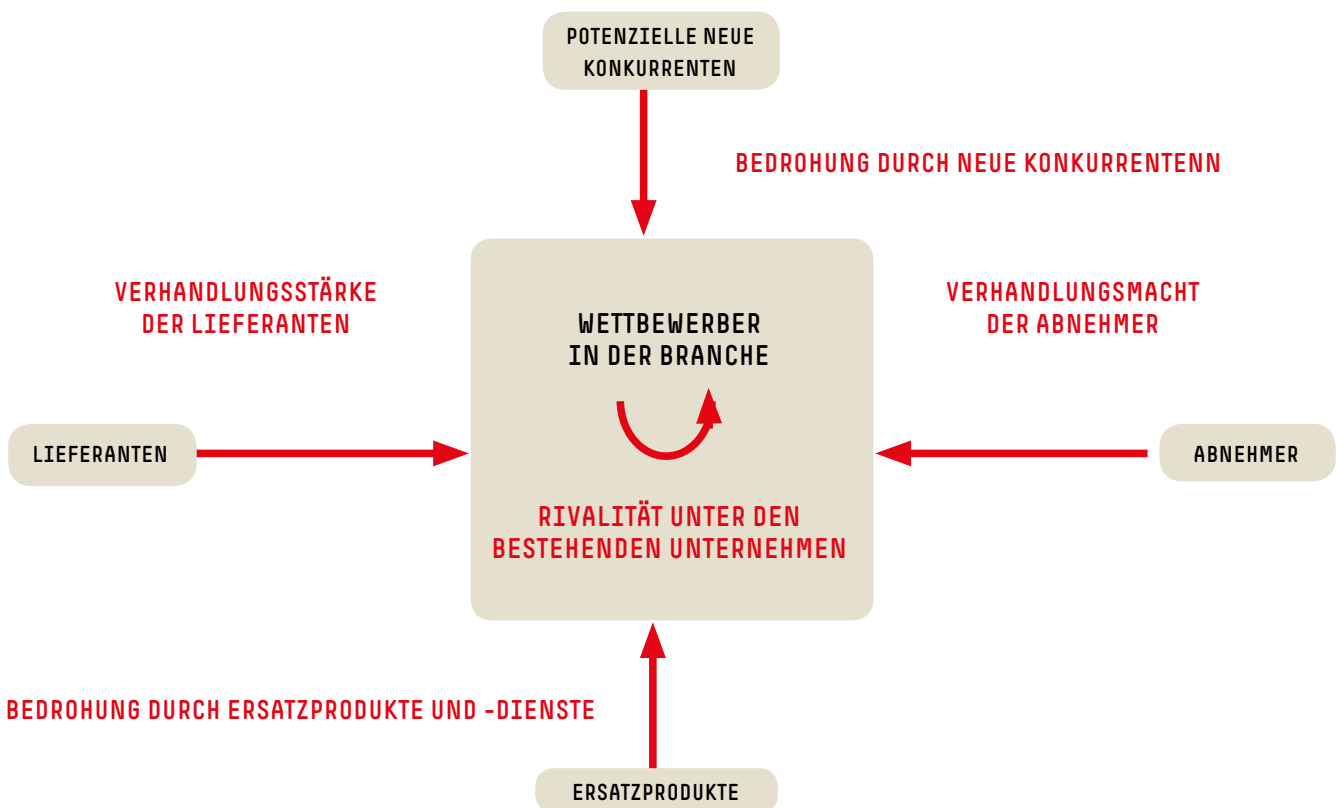 POTENZIELLE NEUE
KONKURRENTEN
BEDROHUNG DURCH NEUE KONKURRENTENN
VERHANDLUNGSSTÄRKE
DER LIEFERANTEN
VERHANDLUNGSMACHT
DER ABNEHMER
WETTBEWERBER
IN DER BRANCHE
LIEFERANTEN
ABNEHMER
RIVALITÄT UNTER DEN
BESTEHENDEN UNTERNEHMEN
BEDROHUNG DURCH ERSATZPRODUKTE UND -DIENSTE
ERSATZPRODUKTE